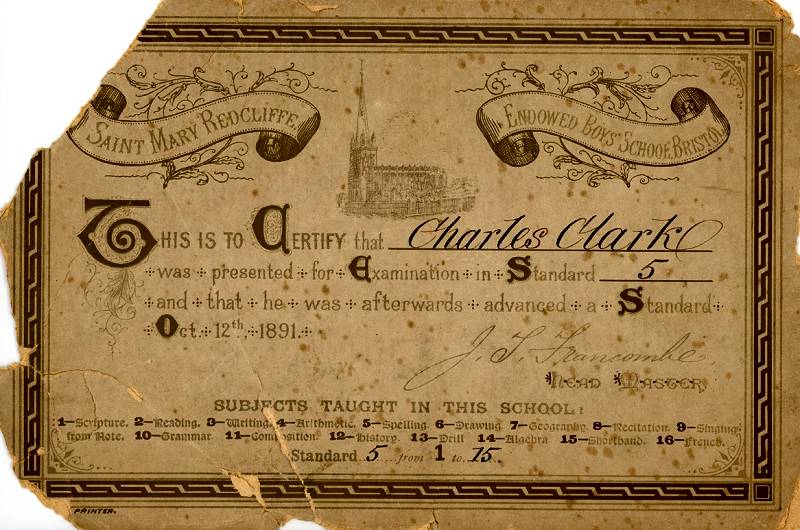 SAINT MARY REDCLIFFE
ENDOWED BOYS' SCHOOL, BRISTOL
THIS IS TO CERTIFY that Charles Clark
was presented for Examination in Standard 5
and that he was afterwards advanced a Standard
Oct. 12th, 1891.
J. T. Francombe
HEAD MASTER
SUBJECTS TAUGHT IN THIS SCHOOL:
1—Scripture. 2—Reading. 3—Writing. 4—Arithmetic. 5—Spelling. 6—Drawing. 7—Geography. 8—Recitation. 9—Singing
from Note. 10—Grammar. 11—Composition. 12—History. 13—Drill 14—Algebra 15—Shorthand. 16—French.
Standard 5 from 1 to 15
PRINTER.